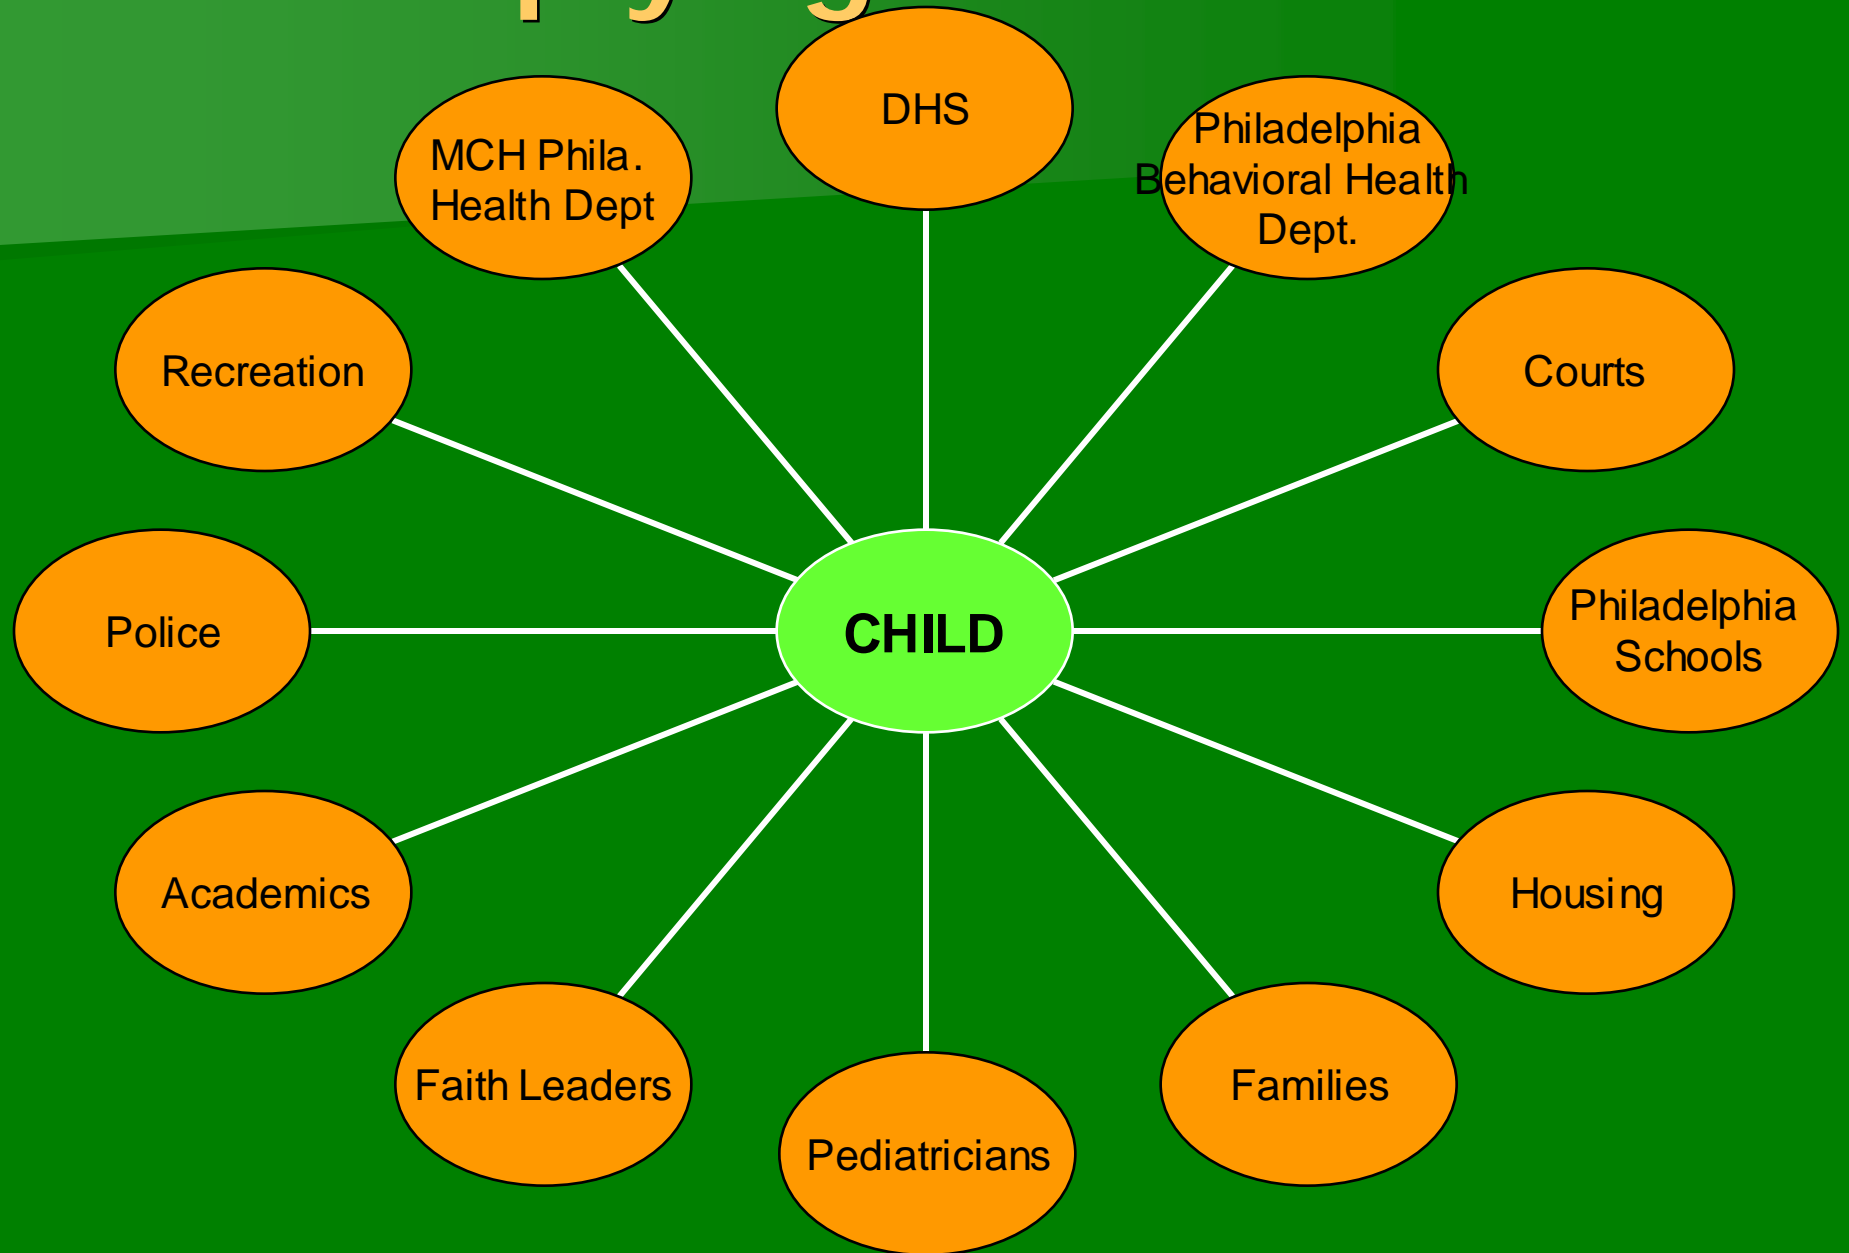 DHS
MCH Phila.
Health Dept
Philadelphia
Behavioral Health
Dept.
Recreation
Courts
Police
CHILD
Philadelphia
Schools
Academics
Housing
Faith Leaders
Families
Pediatricians